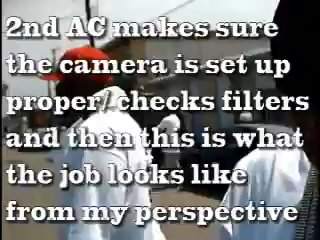 2nd AC makes sure
the camera is set up
proper/ checks filters
and then this is what
the job looks like
from my perspective